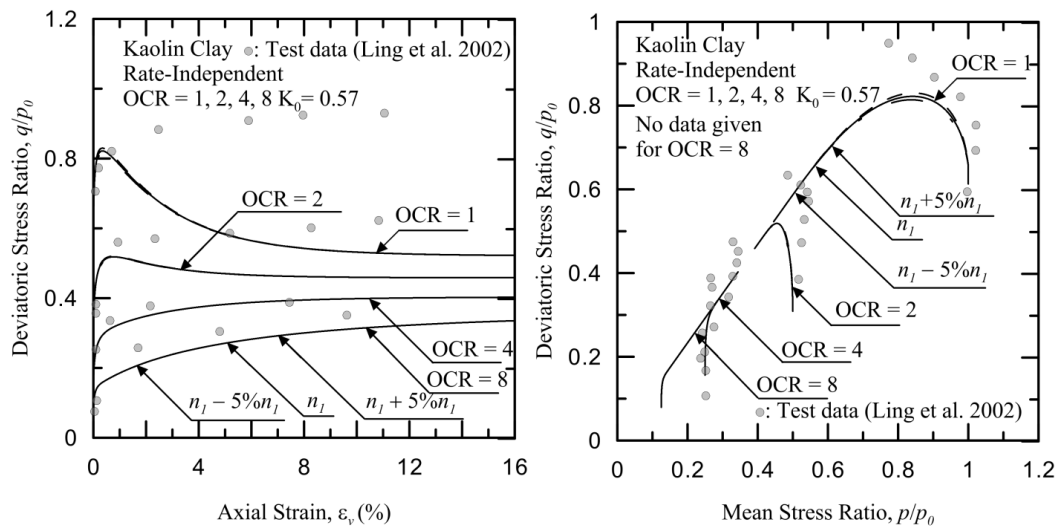 1.2
0.8
0.4
0
Deviatoric Stress Ratio, q/p0
Kaolin Clay
: Test data (Ling et al. 2002)
Rate-Independent
OCR = 1, 2, 4, 8 K0 = 0.57
OCR = 2
OCR = 1
OCR = 4
OCR = 8
n1 – 5%n1
n1
n1 + 5%n1
0
4
8
12
16
Axial Strain, εv (%)
1
0.8
0.6
0.4
0.2
0
Deviatoric Stress Ratio, q/p0
Kaolin Clay
Rate-Independent
OCR = 1, 2, 4, 8 K0 = 0.57
No data given
for OCR = 8
OCR = 1
n1+5%n1
n1
n1 – 5%n1
OCR = 2
OCR = 4
OCR = 8
: Test data (Ling et al. 2002)
0
0.2
0.4
0.6
0.8
1
1.2
Mean Stress Ratio, p/p0